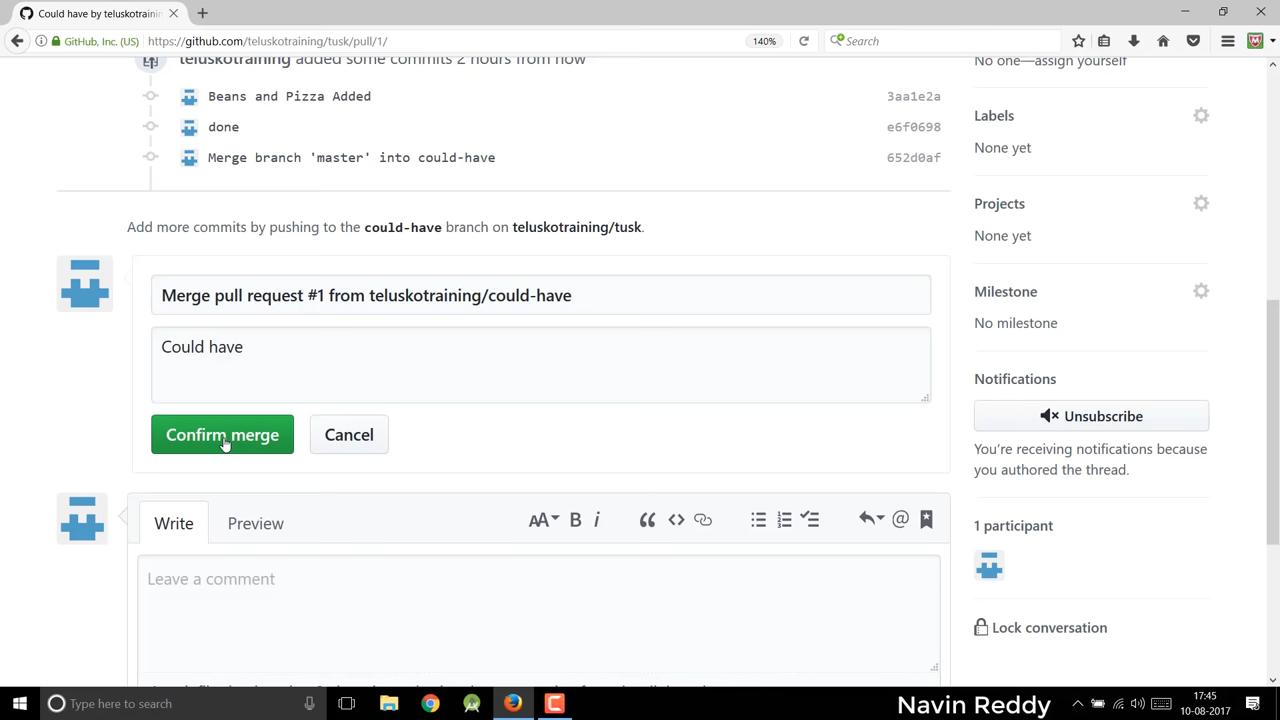 Could have by teluskotrainin
GitHub, Inc. (US)
https://github.com/teluskotraining/tusk/pull/1/
140%
Search
teluskotraining added some commits 2 hours from now
Beans and Pizza Added
3aa1e2a
done
e6f0698
Merge branch 'master' into could-have
652d0af
Add more commits by pushing to the could-have branch on teluskotraining/tusk.
Merge pull request #1 from teluskotraining/could-have
Could have
Confirm merge
Cancel
Write
Preview
AA
B
i
Leave a comment
No one—assign yourself
Labels
None yet
Projects
None yet
Milestone
No milestone
Notifications
Unsubscribe
You're receiving notifications because
you authored the thread.
1 participant
Lock conversation
Type here to search
Navin Reddy
17:45
10-08-2017